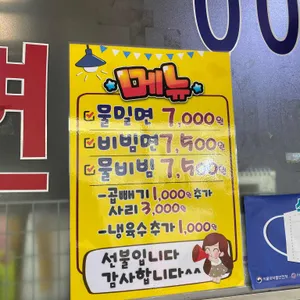 면
메뉴
물밀면 7,000원
비빔면 7,500원
물비빔 7,500원
-곱빼기 1,000원 추가
사리 3,000원
-냉육수추가 1,000원
선불입니다
감사합니다^^